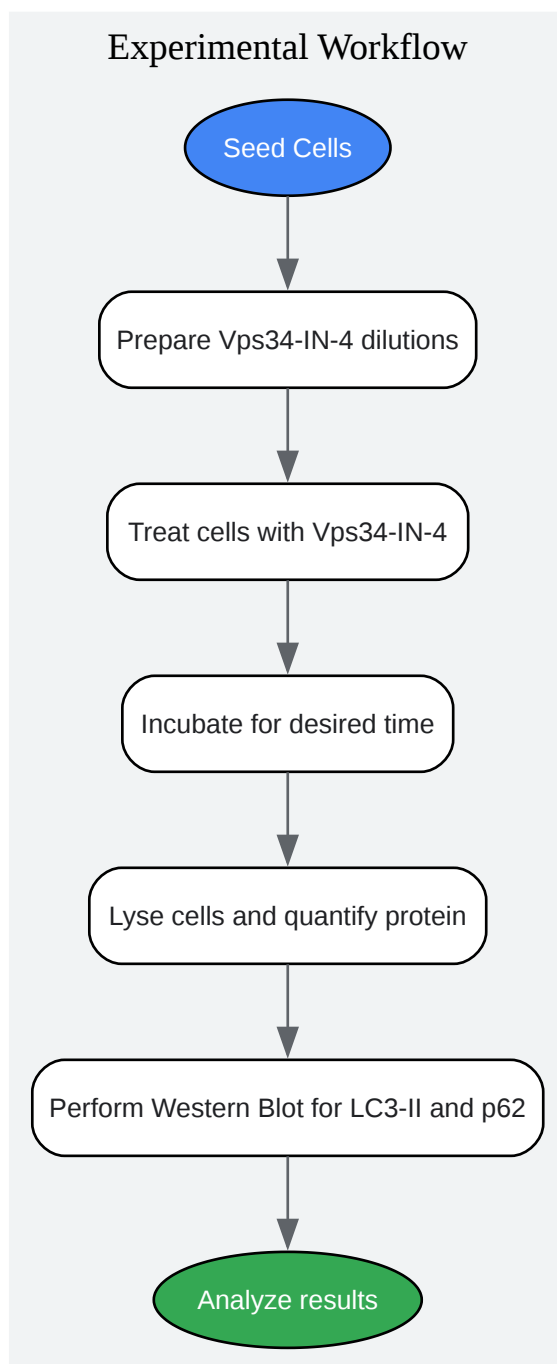 Experimental Workflow
Seed Cells
Prepare Vps34-IN-4 dilutions
Treat cells with Vps34-IN-4
Incubate for desired time
Lyse cells and quantify protein
Perform Western Blot for LC3-II and p62
Analyze results